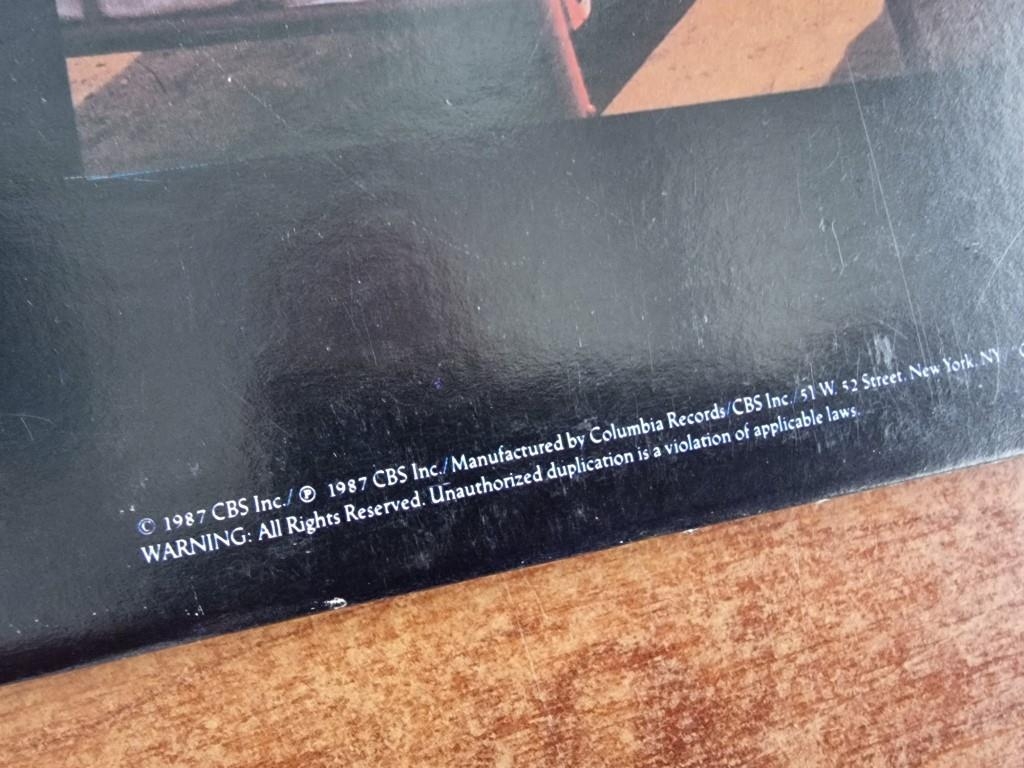 © 1987 CBS Inc./ ℗ 1987 CBS Inc./Manufactured by Columbia Records/CBS Inc./51 W. 52 Street, New York, NY
WARNING: All Rights Reserved. Unauthorized duplication is a violation of applicable laws.